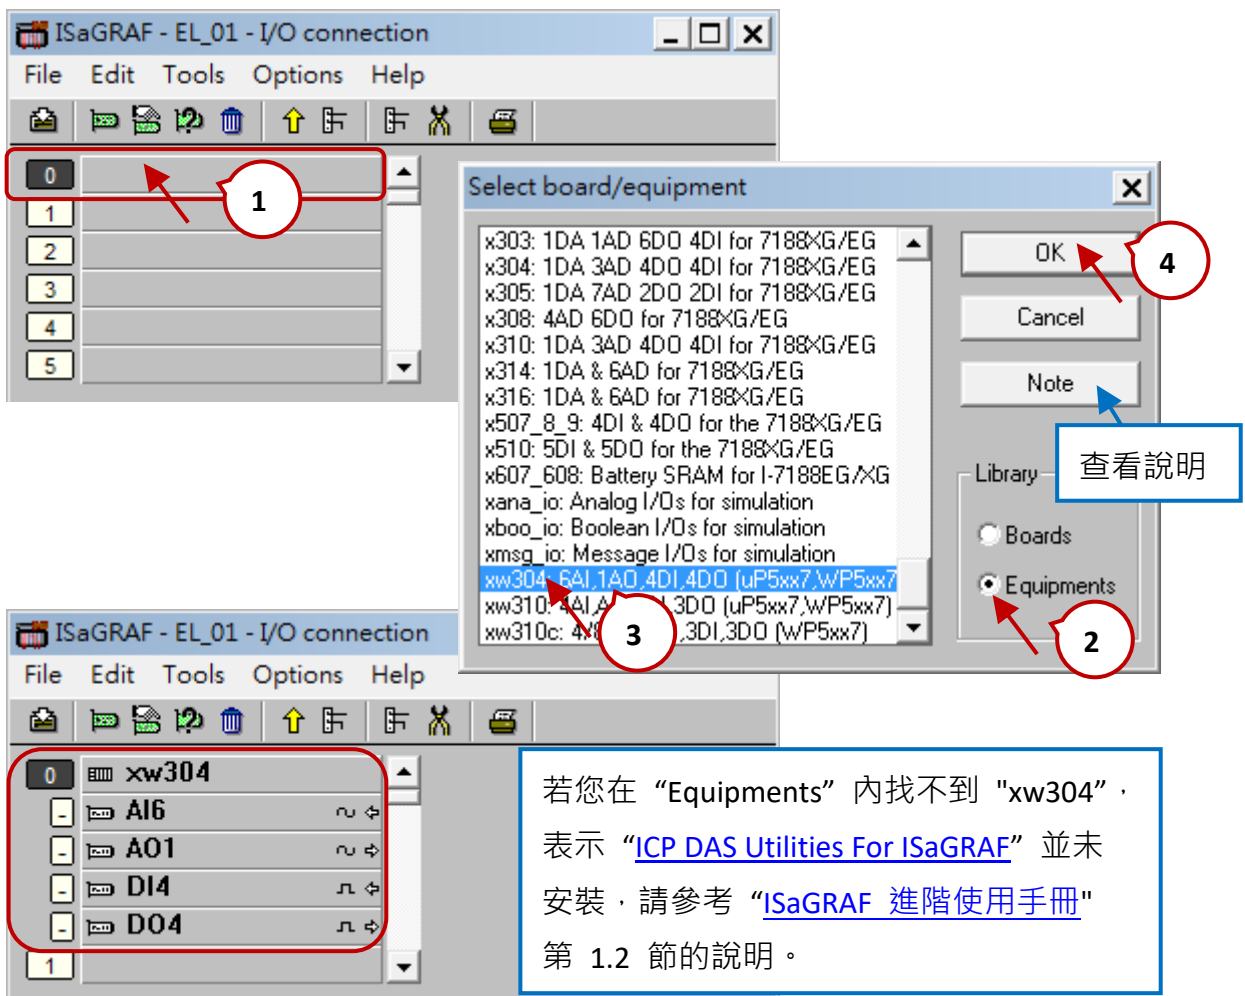 ISaGRAF - EL_01 - I/O connection
File Edit Tools Options Help
0
1
2
3
4
5
1
Select board/equipment
x303: 1DA 1AD 6DO 4DI for 7188XG/EG
x304: 1DA 3AD 4DO 4DI for 7188XG/EG
x305: 1DA 7AD 2DO 2DI for 7188XG/EG
x308: 4AD 6DO for 7188XG/EG
x310: 1DA 3AD 4DO 4DI for 7188XG/EG
x314: 1DA & 6AD for 7188XG/EG
x316: 1DA & 6AD for 7188XG/EG
x507_8_9: 4DI & 4DO for the 7188XG/EG
x510: 5DI & 5DO for the 7188XG/EG
x607_608: Battery SRAM for I-7188EG/XG
xana_io: Analog I/Os for simulation
xboo_io: Boolean I/Os for simulation
xmsg_io: Message I/Os for simulation
xw304: 6AI,1AO,4DI,4DO (uP5xx7,WP5xx7
xw310: 4AI,A 3DO (uP5xx7,WP5xx7)
xw310c: 4/8 ,3DI,3DO (WP5xx7)
3
OK
4
Cancel
Note
查看說明
Library
Boards
Equipments
2
ISaGRAF - EL_01 - I/O connection
File Edit Tools Options Help
0 xw304
- AI6
- AO1
- DI4
- DO4
1
若您在 “Equipments” 內找不到 "xw304"，
表示 “ICP DAS Utilities For ISaGRAF” 並未
安裝，請參考 “ISaGRAF 進階使用手冊"
第 1.2 節的說明。